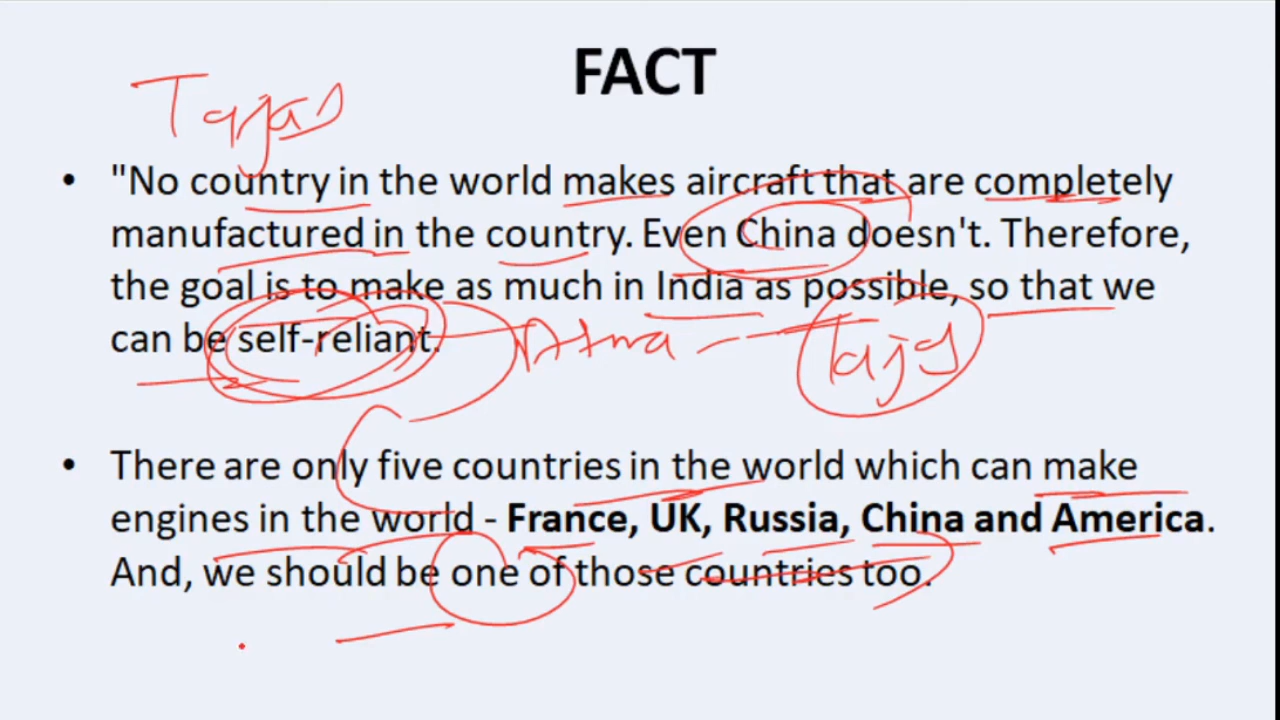 FACT
Tajas
• "No country in the world makes aircraft that are completely
manufactured in the country. Even China doesn't. Therefore,
the goal is to make as much in India as possible, so that we
can be self-reliant.
Atma Tajas
• There are only five countries in the world which can make
engines in the world - France, UK, Russia, China and America.
And, we should be one of those countries too.